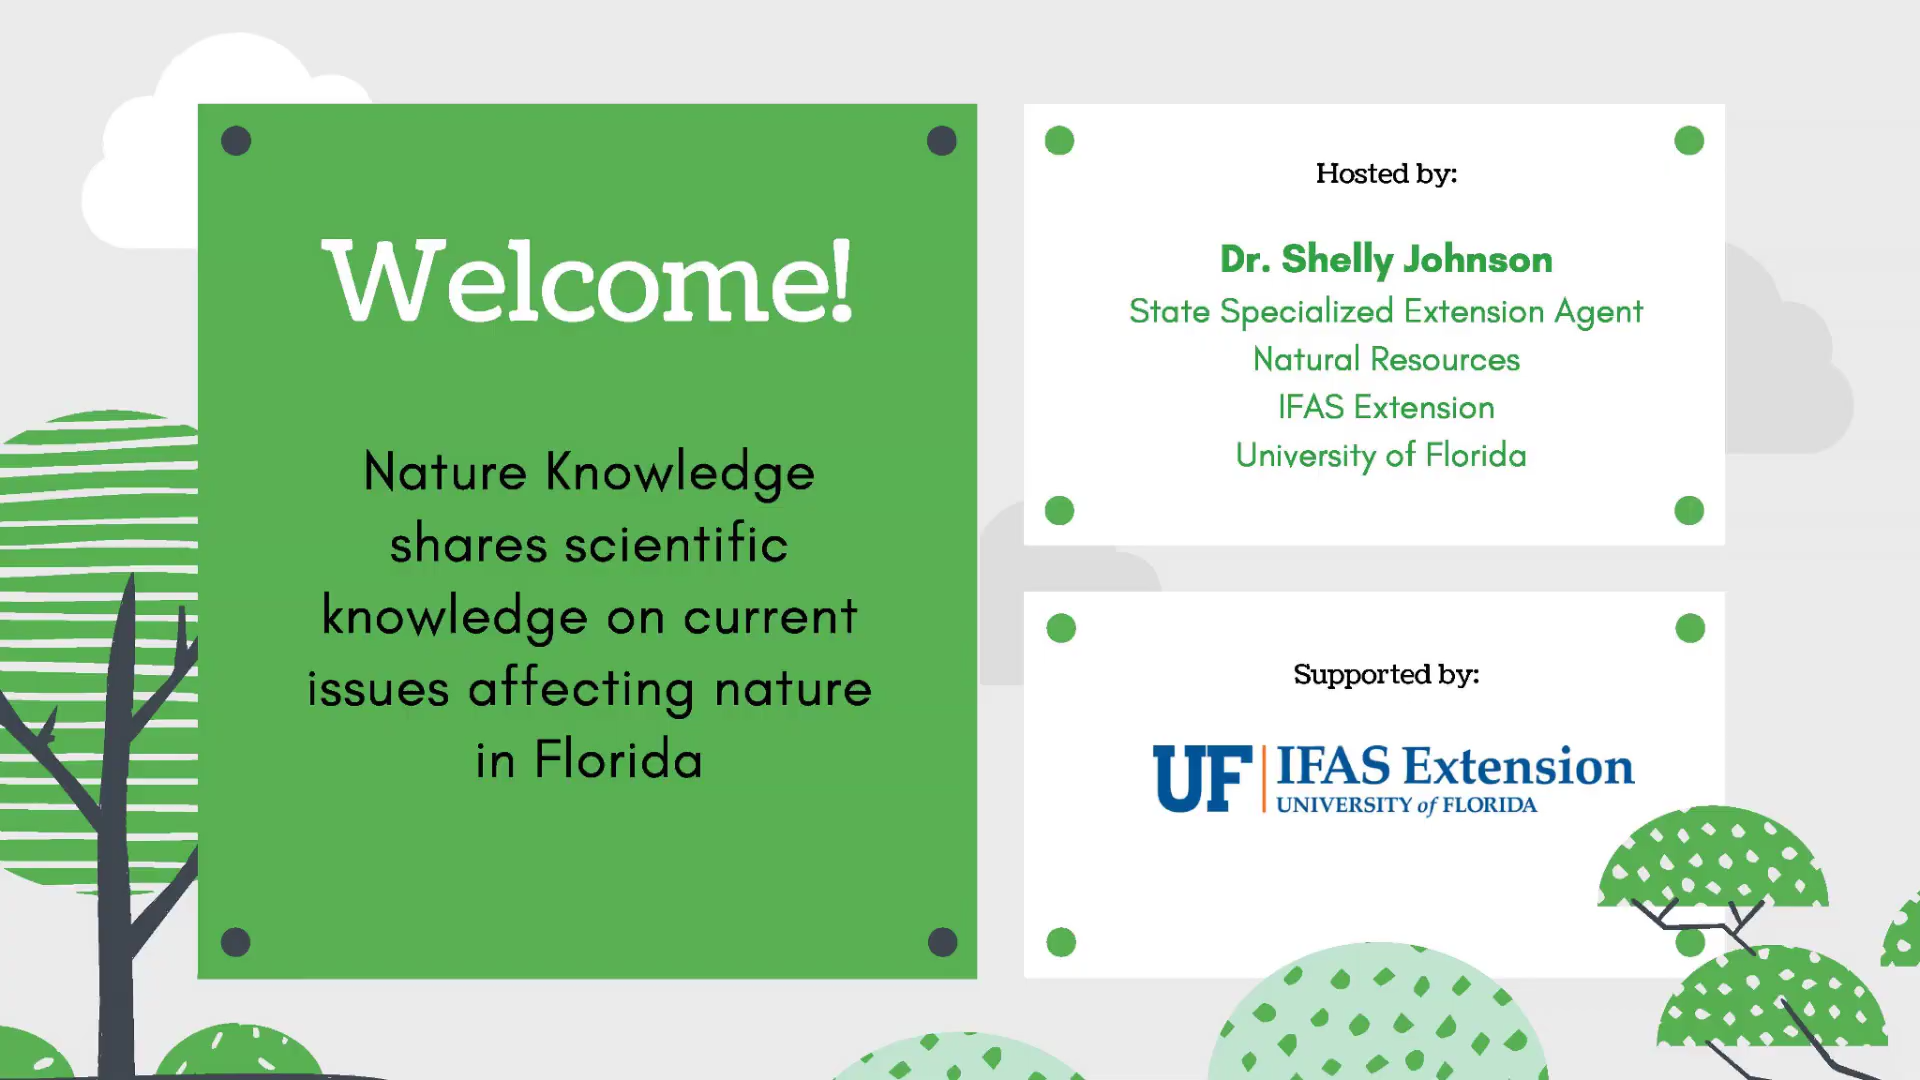 Welcome!
Nature Knowledge
shares scientific
knowledge on current
issues affecting nature
in Florida
Hosted by:
Dr. Shelly Johnson
State Specialized Extension Agent
Natural Resources
IFAS Extension
University of Florida
Supported by:
UF IFAS Extension
UNIVERSITY of FLORIDA